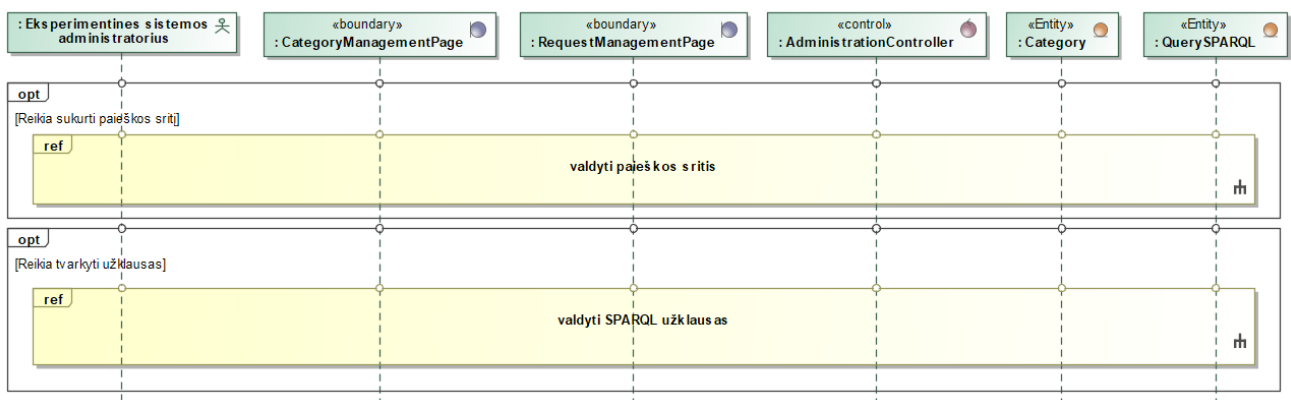 : Eksperimentines sistemos
administratorius
«boundary»
: CategoryManagementPage
«boundary»
: RequestManagementPage
«control»
: AdministrationController
«Entity»
: Category
«Entity»
: QuerySPARQL
opt
[Reikia sukurti paieškos sritį]
ref
valdyti paieškos sritis
opt
[Reikia tvarkyti užklausas]
ref
valdyti SPARQL užklausas